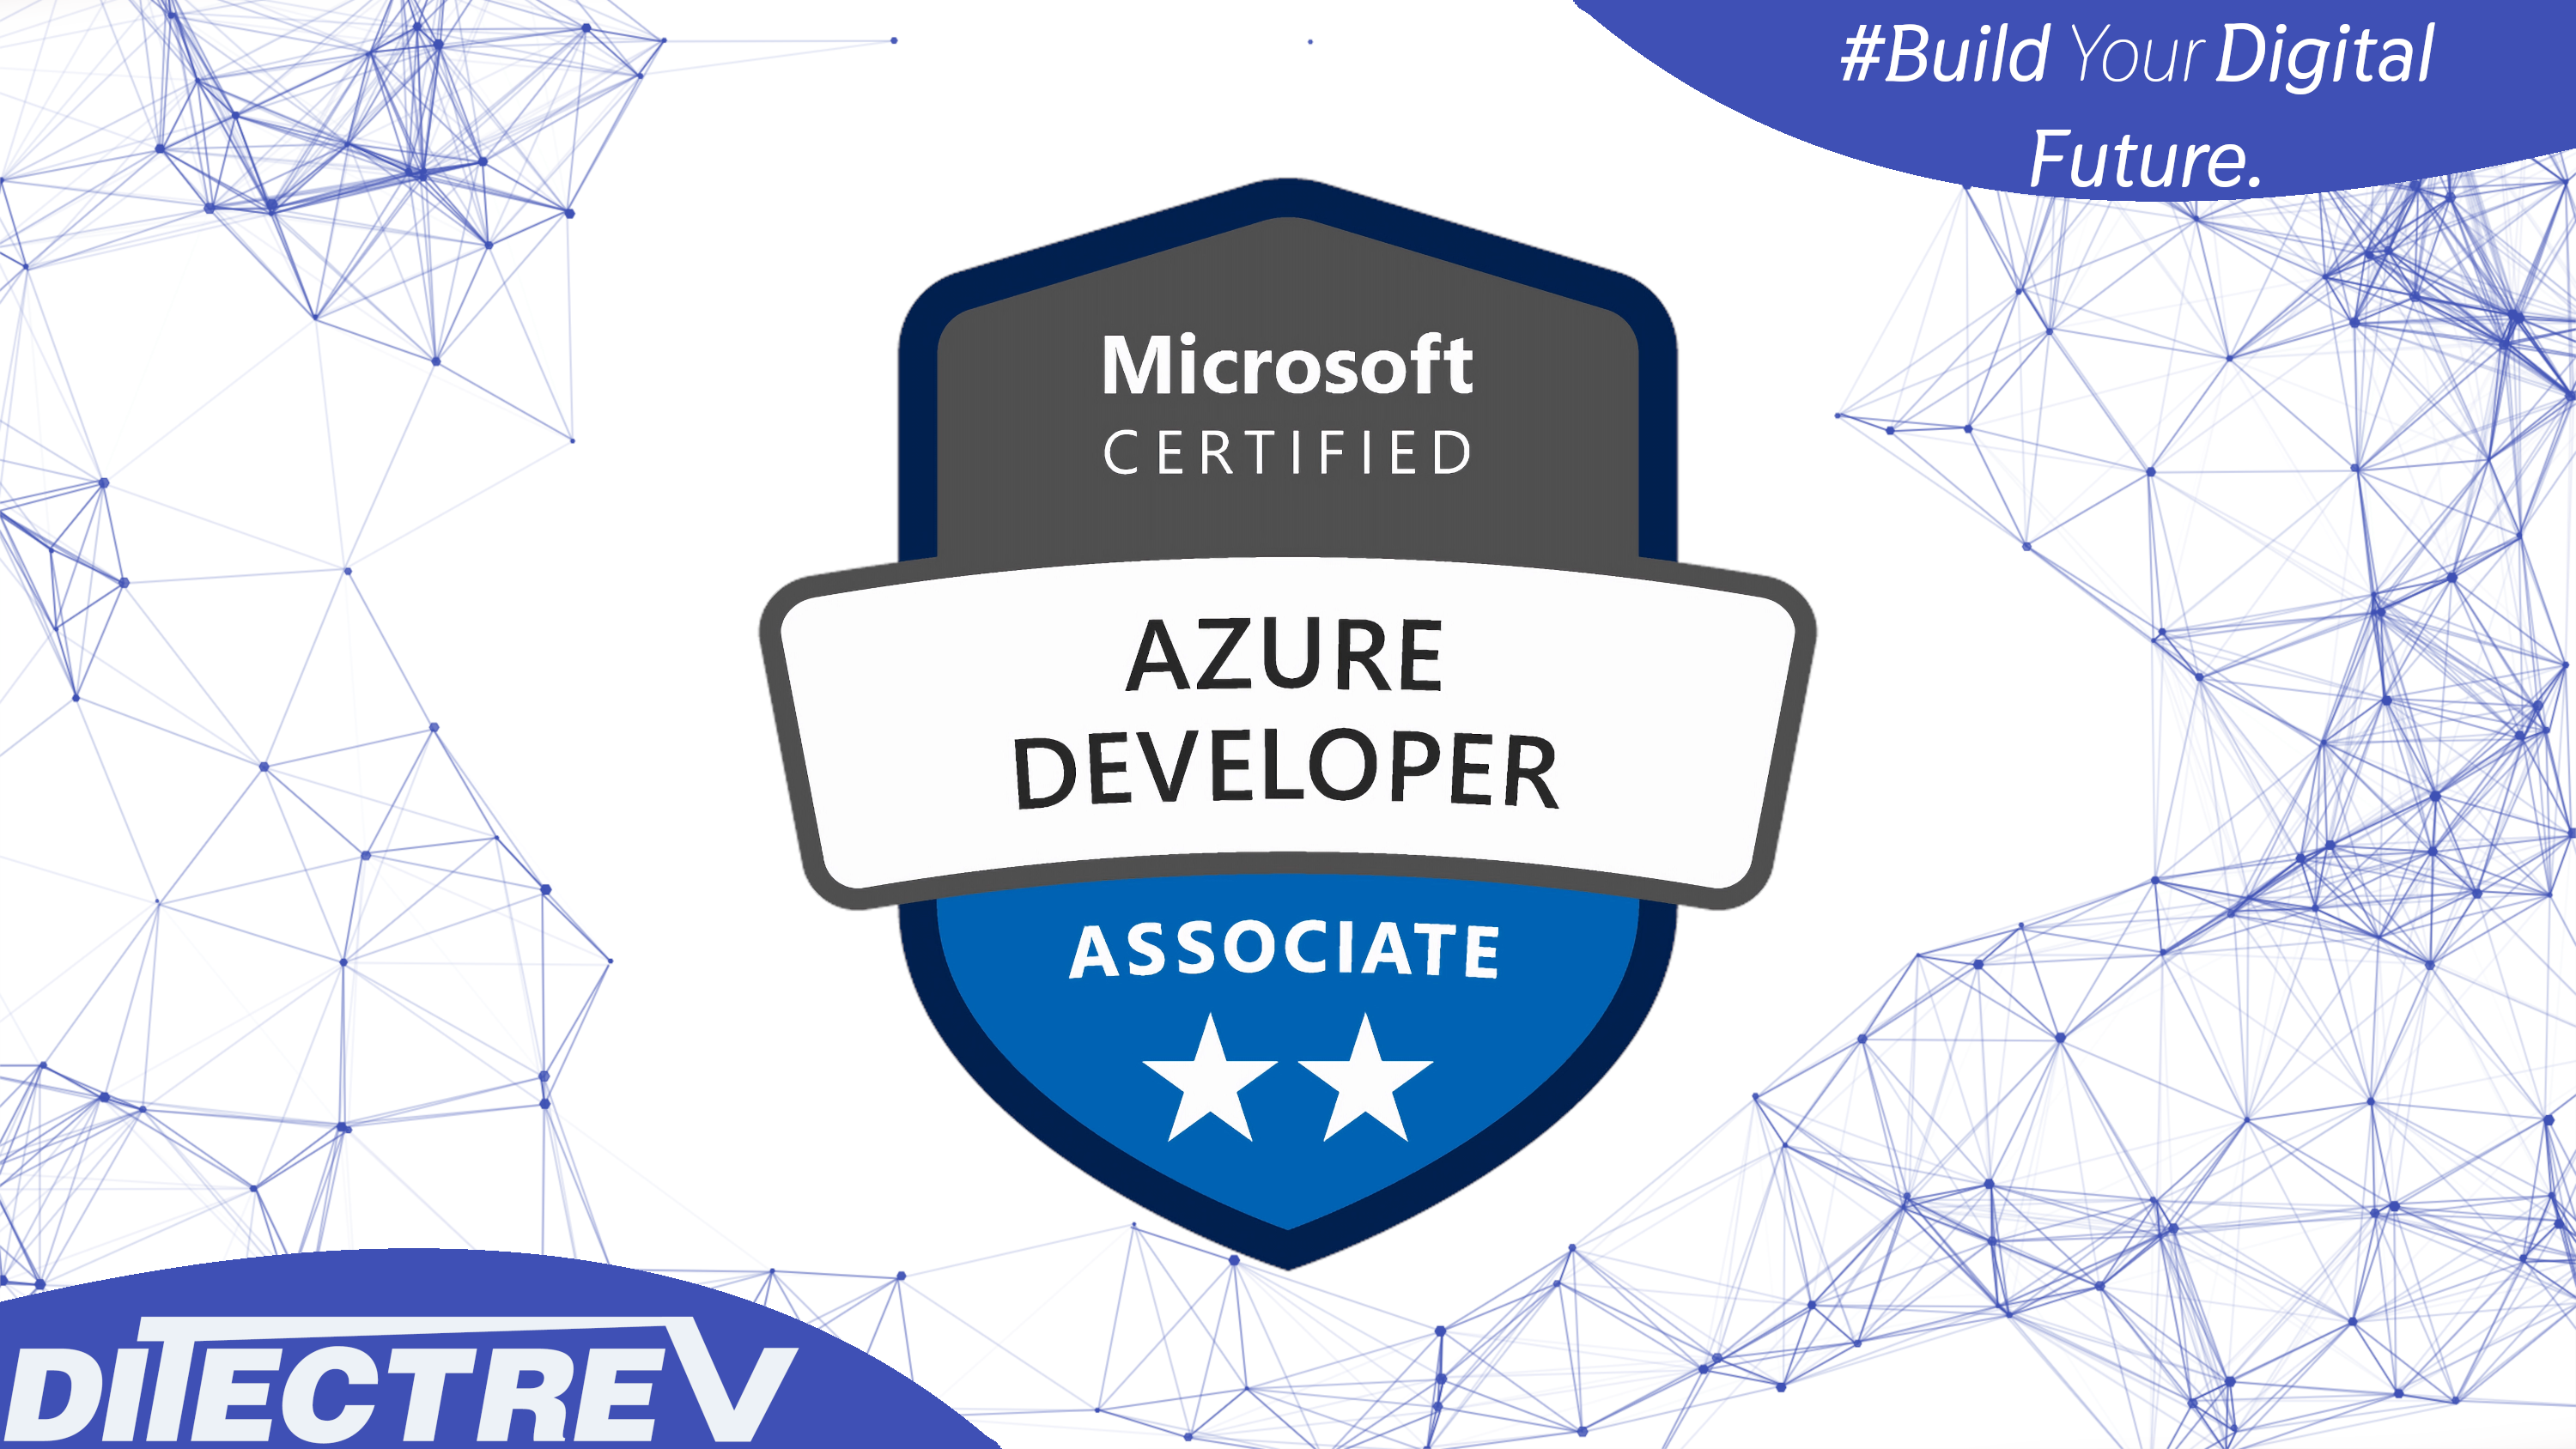 #Build Your Digital
Future.
Microsoft
CERTIFIED
AZURE
DEVELOPER
ASSOCIATE
DITECTREV